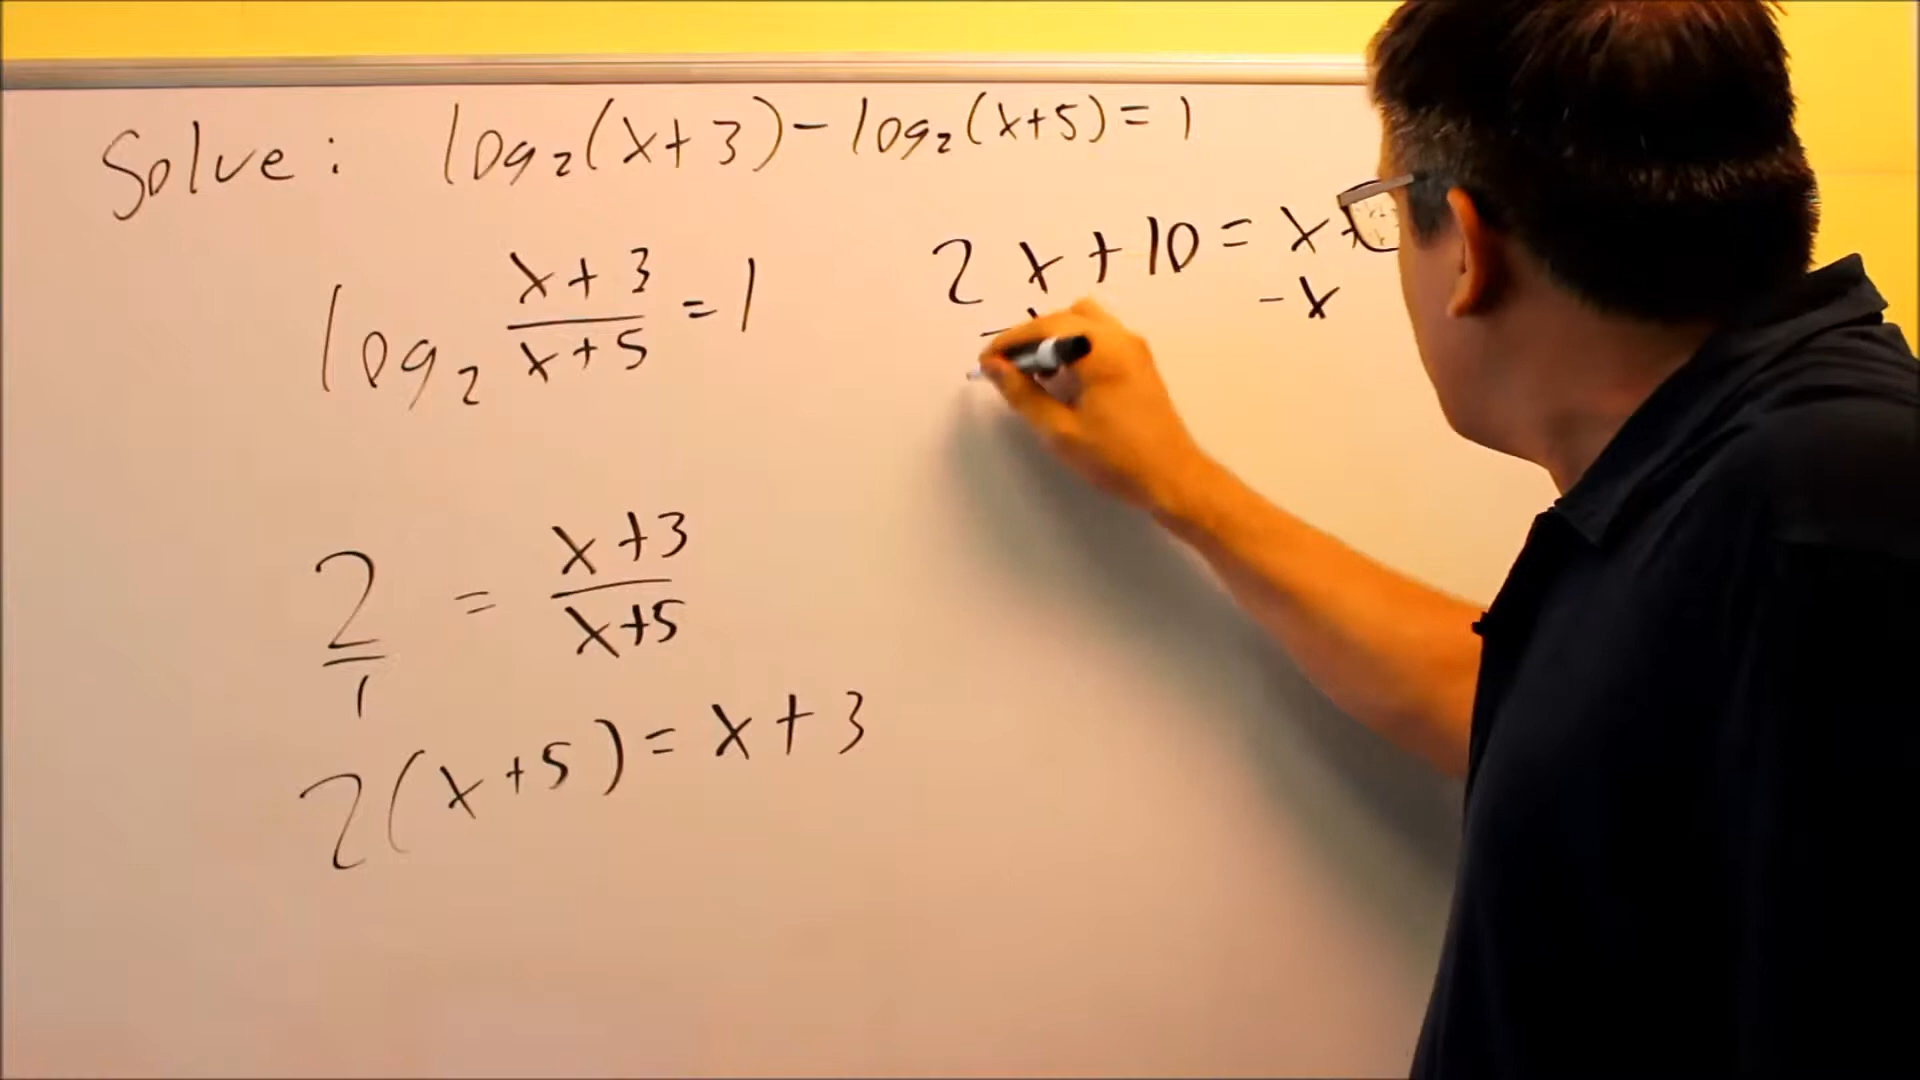 Solve: log₂(x+3)-log₂(x+5)=1
log₂ x+3/x+5 =1
2/1 = x+3/x+5
2(x+5)=x+3
2x+10=x+
-x